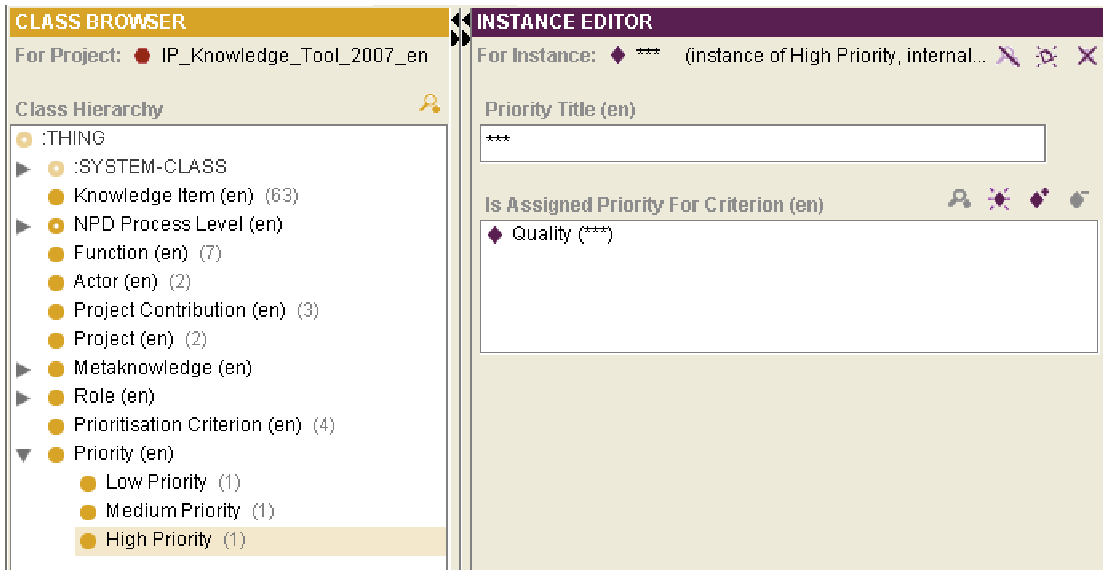 CLASS BROWSER
For Project: IP_Knowledge_Tool_2007_en
Class Hierarchy
:THING
:SYSTEM-CLASS
Knowledge Item (en) (63)
NPD Process Level (en)
Function (en) (7)
Actor (en) (2)
Project Contribution (en) (3)
Project (en) (2)
Metaknowledge (en)
Role (en)
Prioritisation Criterion (en) (4)
Priority (en)
Low Priority (1)
Medium Priority (1)
High Priority (1)
INSTANCE EDITOR
For Instance: *** (instance of High Priority, internal...
Priority Title (en)
***
Is Assigned Priority For Criterion (en)
Quality (***)